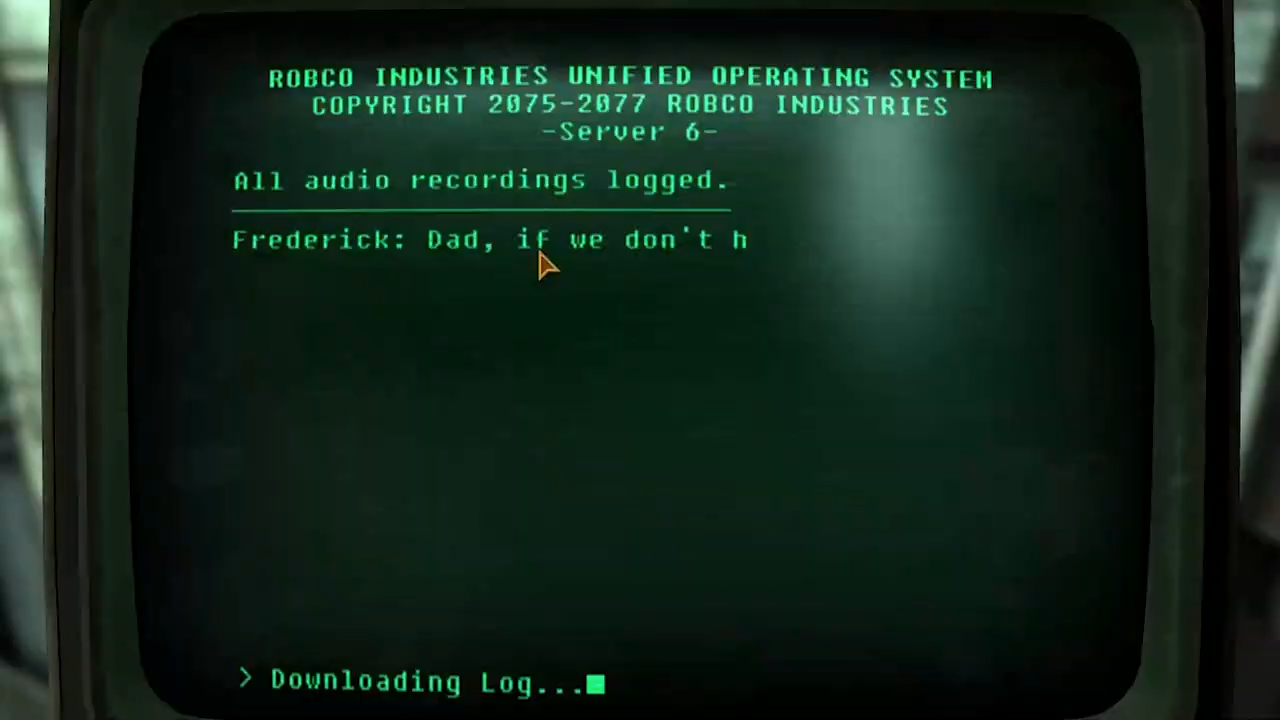 ROBCO INDUSTRIES UNIFIED OPERATING SYSTEM
COPYRIGHT 2075-2077 ROBCO INDUSTRIES
-Server 6-
All audio recordings logged.
Frederick: Dad, if we don't h
> Downloading Log...